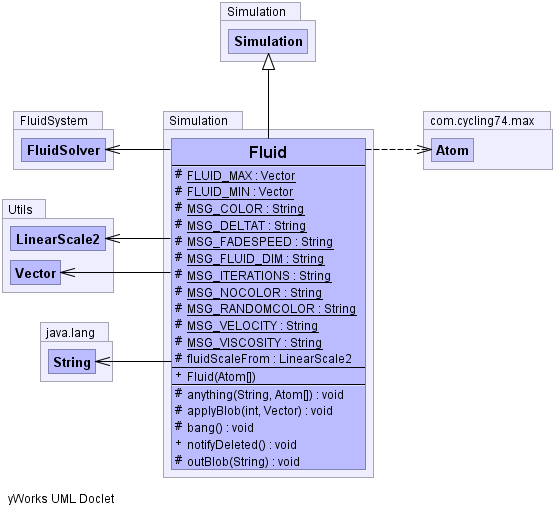 Simulation
Simulation
FluidSystem
FluidSolver
Simulation
com.cycling74.max
Atom
Fluid
# FLUID_MAX : Vector
# FLUID_MIN : Vector
# MSG_COLOR : String
# MSG_DELTAT : String
# MSG_FADESPEED : String
# MSG_FLUID_DIM : String
# MSG_ITERATIONS : String
# MSG_NOCOLOR : String
# MSG_RANDOMCOLOR : String
# MSG_VELOCITY : String
# MSG_VISCOSITY : String
# fluidScaleFrom : LinearScale2
+ Fluid(Atom[])
# anything(String, Atom[]) : void
# applyBlob(int, Vector) : void
# bang() : void
+ notifyDeleted() : void
# outBlob(String) : void
Utils
LinearScale2
Vector
java.lang
String
yWorks UML Doclet